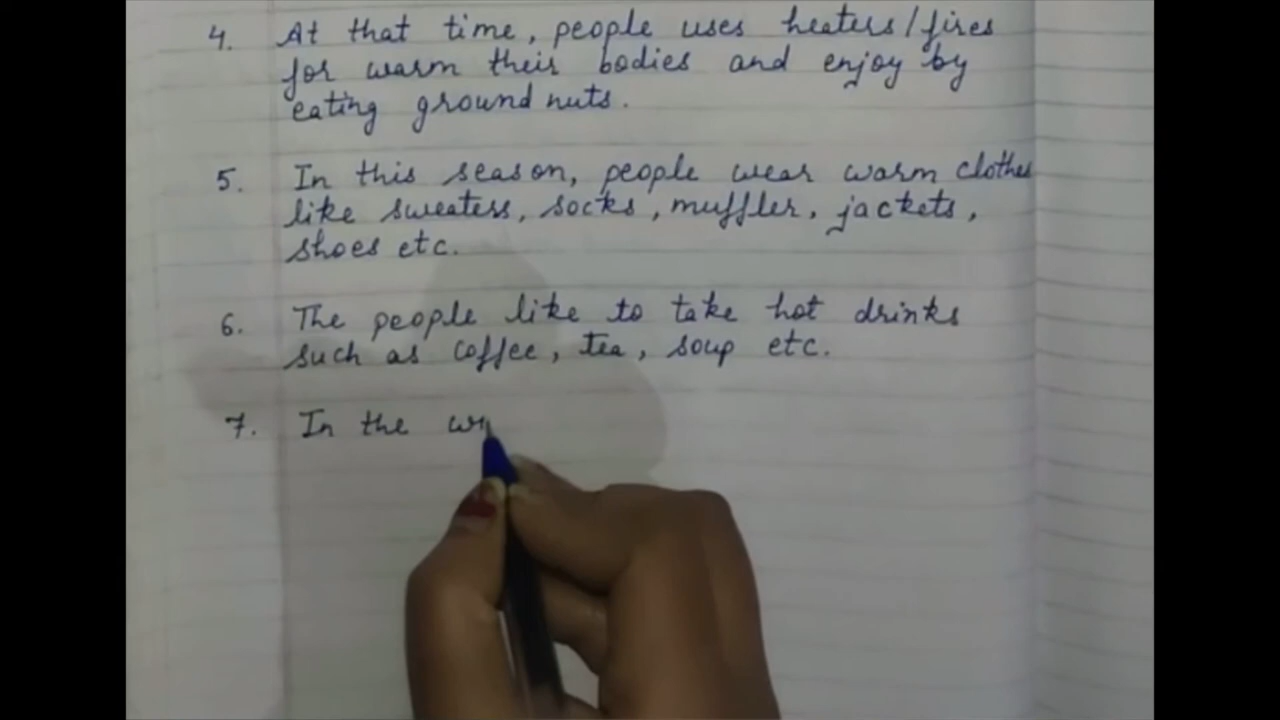 4. At that time, people uses heaters/fires
for warm their bodies and enjoy by
eating ground nuts.
5. In this season, people wear warm clothes
like sweaters, socks, muffler, jackets,
shoes etc.
6. The people like to take hot drinks
such as coffee, tea, soup etc.
7. In the